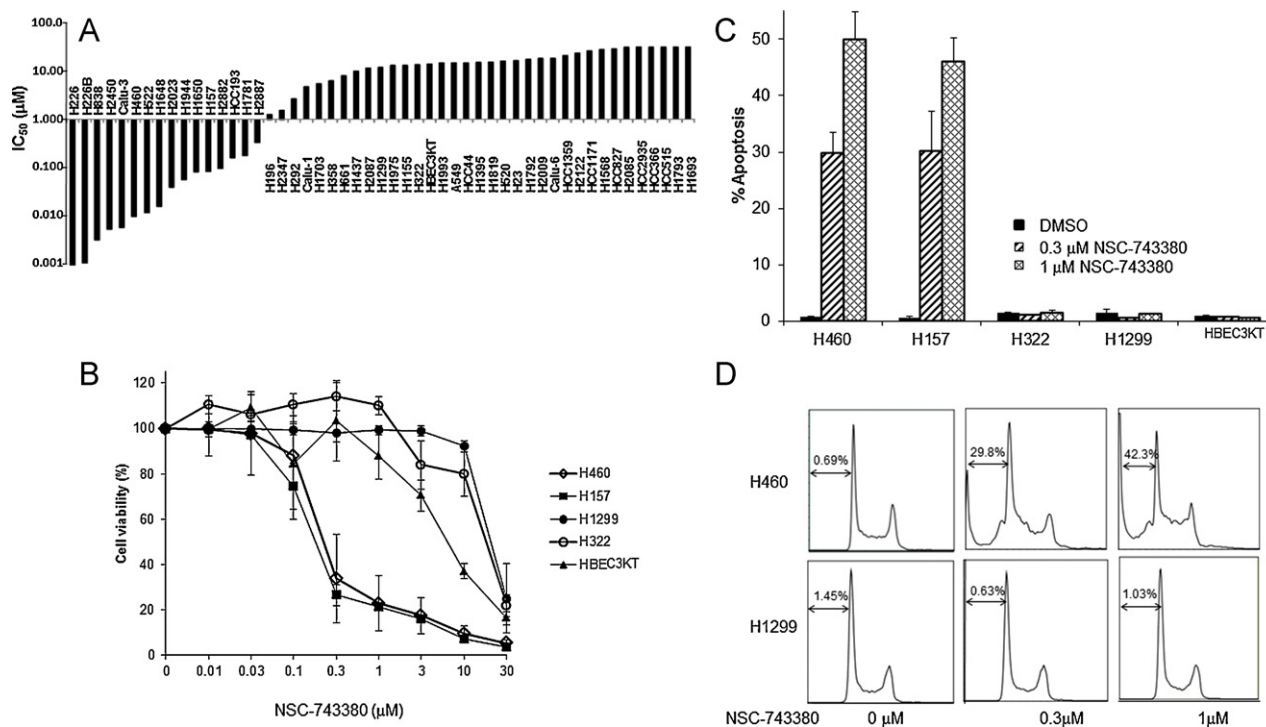 A
IC50 (μM)
100.0
10.00
1.000
0.100
0.010
0.001
H226
H226B
H838
H2450
Calu-3
H460
H522
H1648
H2023
H1944
H1650
H157
H2882
HCC193
H1781
H2887
H196
H2347
H292
Calu-1
H1703
H358
H661
H1437
H2087
H1299
H1975
H1155
H322
HBEC3KT
H1993
A549
HCC44
H1395
H1819
H520
H23
H1792
H2009
Calu-6
HCC1359
H2122
HCC1171
H1568
HCC827
H2085
HCC2935
HCC366
HCC515
H1793
H1693
C
% Apoptosis
50
40
30
20
10
0
DMSO
0.3 μM NSC-743380
1 μM NSC-743380
H460 H157 H322 H1299 HBEC3KT
B
Cell viability (%)
120
100
80
60
40
20
0
0 0.01 0.03 0.1 0.3 1 3 10 30
NSC-743380 (μM)
H460
H157
H1299
H322
HBEC3KT
D
H460
0.69% 29.8% 42.3%
H1299
1.45% 0.63% 1.03%
NSC-743380 0 μM 0.3μM 1μM